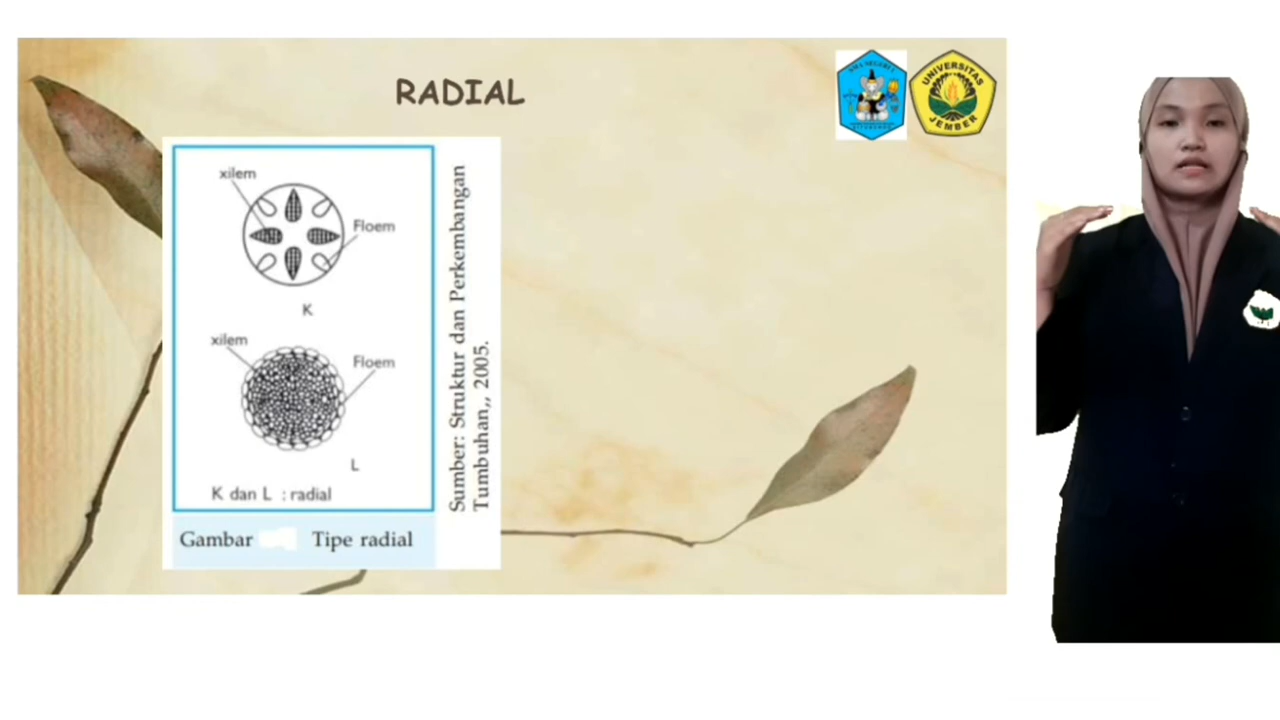 RADIAL
UNIVERSITAS
JEMBER
xilem
Floem
K
xilem
Floem
L
K dan L : radial
Gambar Tipe radial
Sumber: Struktur dan Perkembangan
Tumbuhan,, 2005.